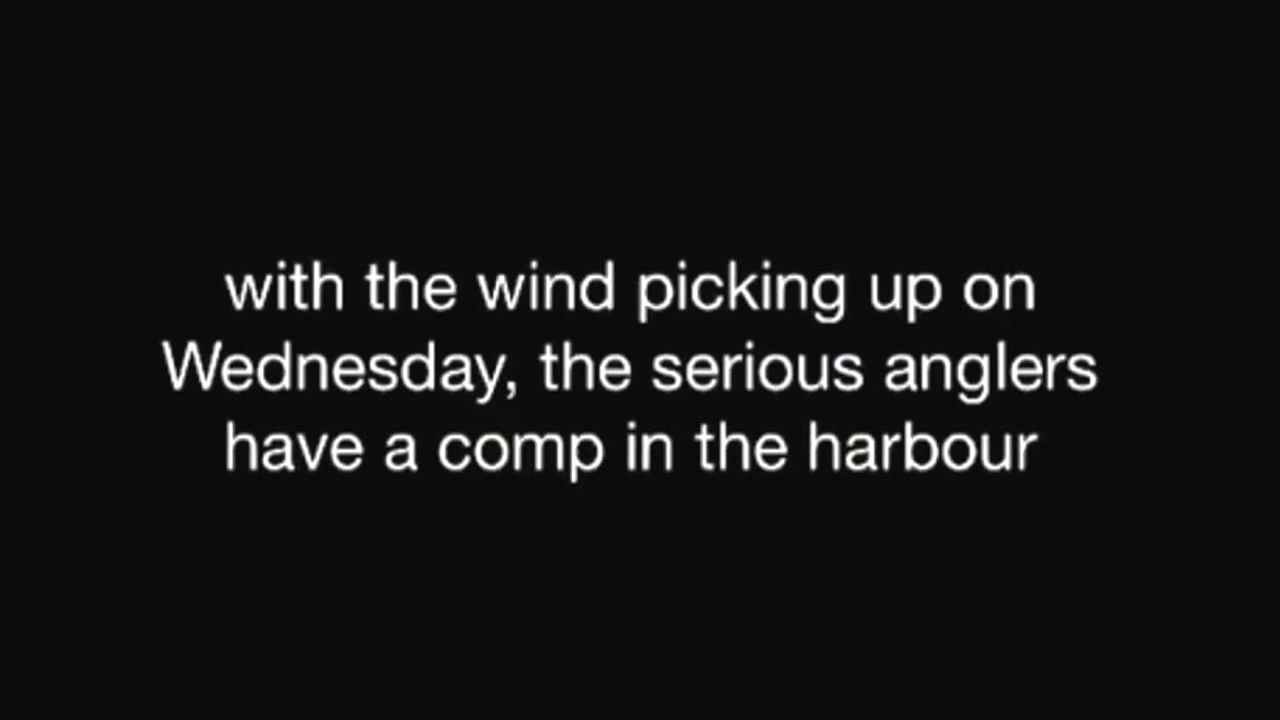 with the wind picking up on
Wednesday, the serious anglers
have a comp in the harbour